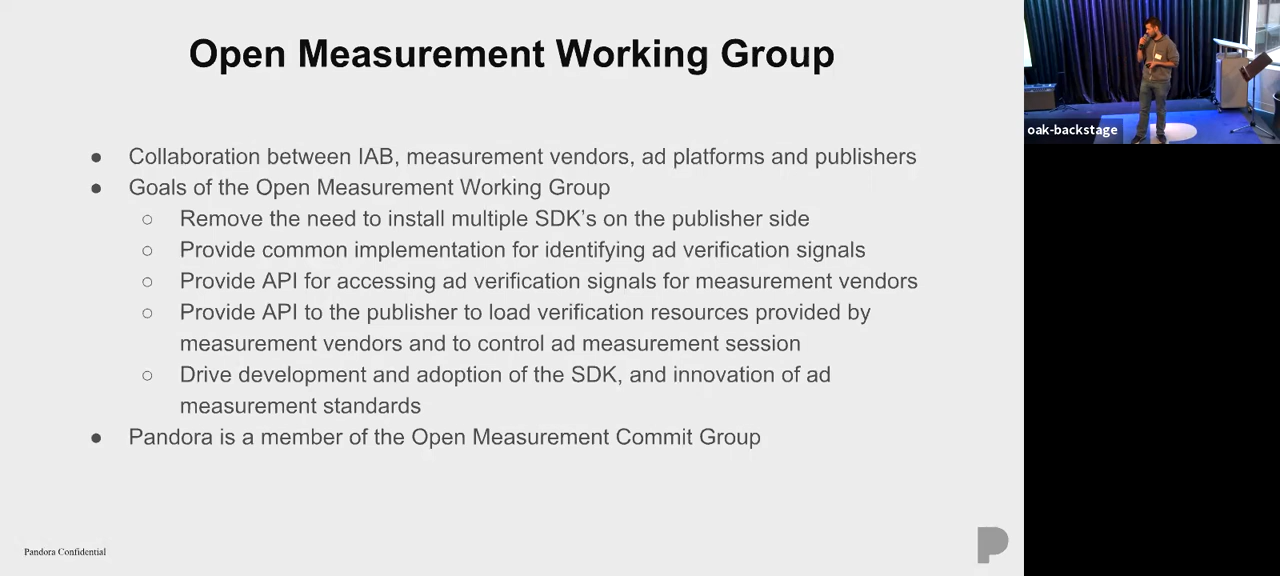 Open Measurement Working Group
● Collaboration between IAB, measurement vendors, ad platforms and publishers
● Goals of the Open Measurement Working Group
○ Remove the need to install multiple SDK's on the publisher side
○ Provide common implementation for identifying ad verification signals
○ Provide API for accessing ad verification signals for measurement vendors
○ Provide API to the publisher to load verification resources provided by
measurement vendors and to control ad measurement session
○ Drive development and adoption of the SDK, and innovation of ad
measurement standards
● Pandora is a member of the Open Measurement Commit Group
Pandora Confidential
oak-backstage